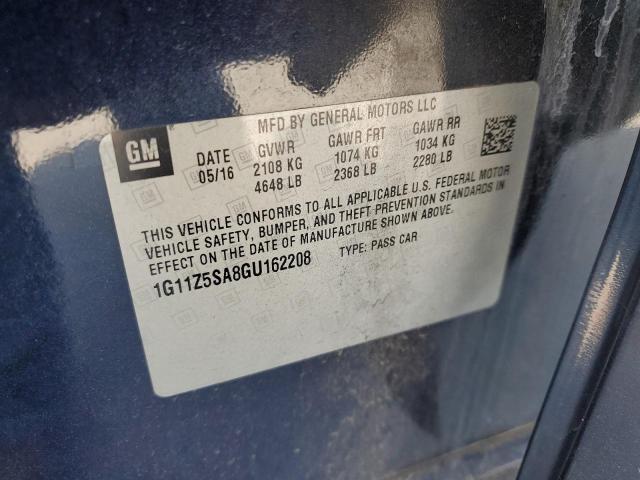 MFD BY GENERAL MOTORS LLC
GM
DATE GVWR GAWR FRT GAWR RR
05/16 2108 KG 1074 KG 1034 KG
4648 LB 2368 LB 2280 LB
THIS VEHICLE CONFORMS TO ALL APPLICABLE U.S. FEDERAL MOTOR
VEHICLE SAFETY, BUMPER, AND THEFT PREVENTION STANDARDS IN
EFFECT ON THE DATE OF MANUFACTURE SHOWN ABOVE.
1G11Z5SA8GU162208 TYPE: PASS CAR